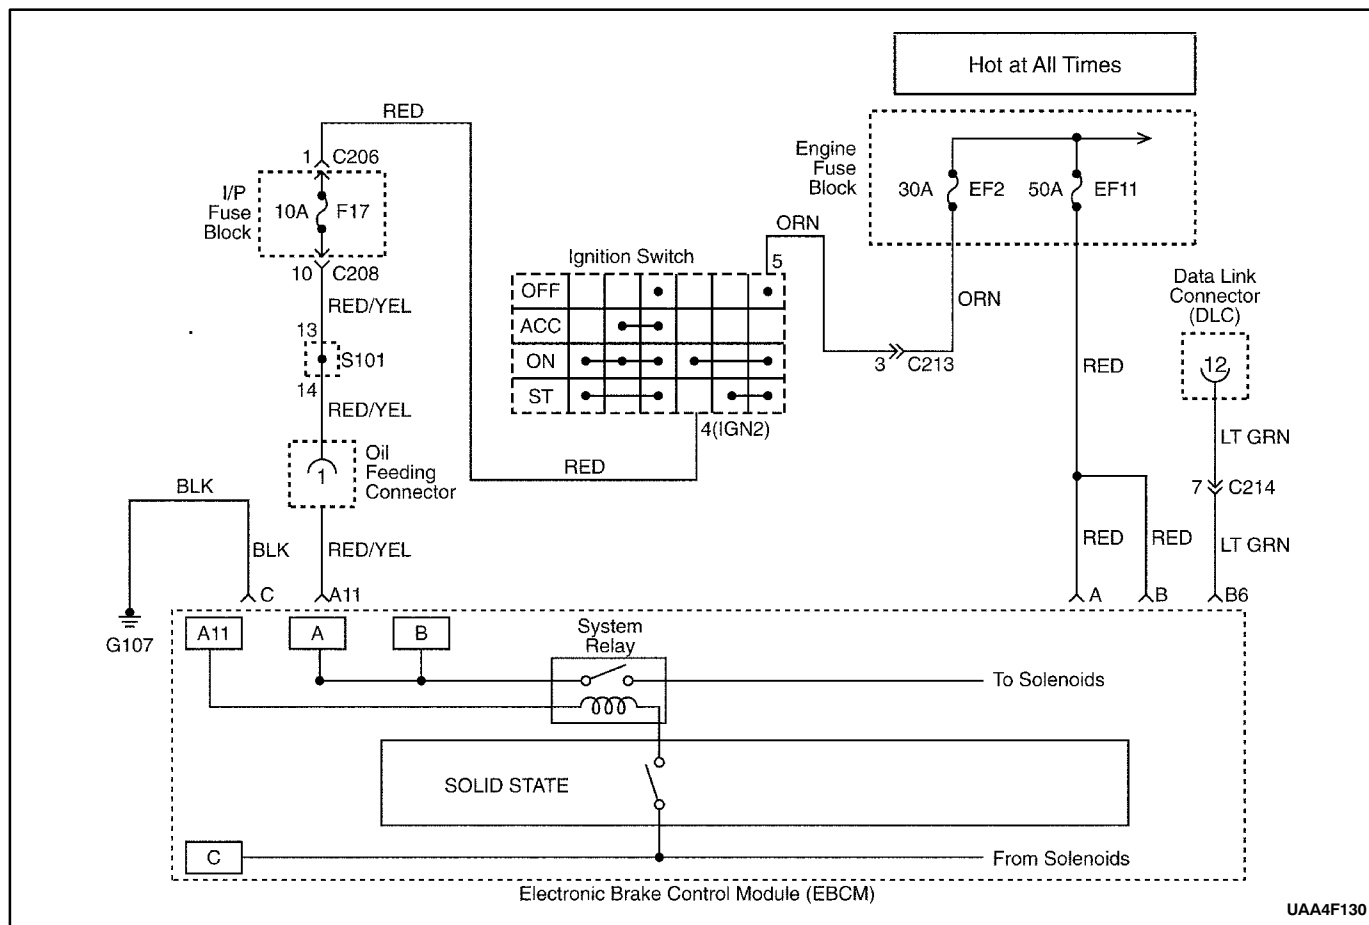 Hot at All Times
RED
1
C206
Engine
Fuse
Block
30A
EF2
50A
EF11
I/P
Fuse
Block
10A
F17
10
C208
ORN
5
Ignition Switch
OFF
ACC
ON
ST
4(IGN2)
ORN
3
C213
Data Link
Connector
(DLC)
12
RED/YEL
13
S101
14
RED/YEL
RED
LT GRN
7
C214
Oil
Feeding
Connector
1
RED
BLK
BLK
RED/YEL
RED
RED
LT GRN
C
A11
A
B
B6
G107
A11
A
B
System
Relay
To Solenoids
SOLID STATE
C
From Solenoids
Electronic Brake Control Module (EBCM)
UAA4F130